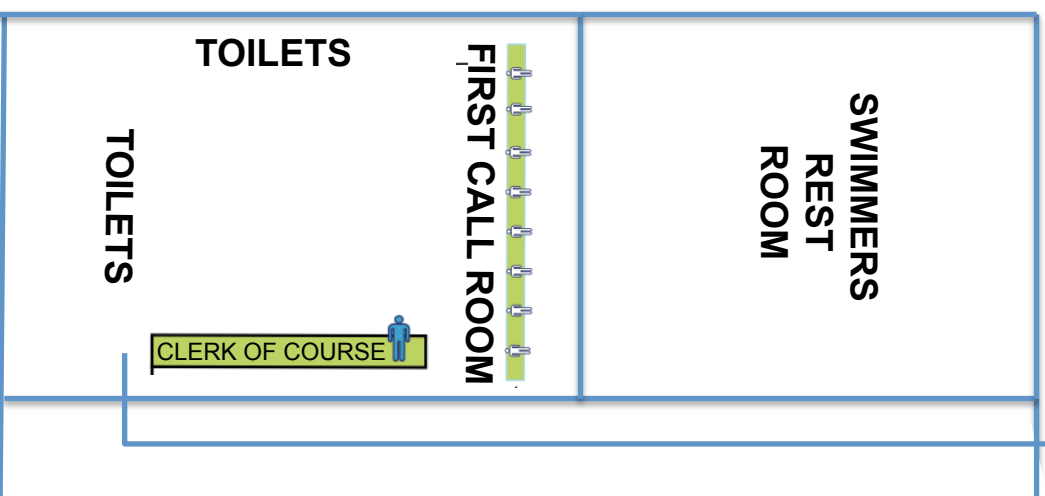 TOILETS
TOILETS
CLERK OF COURSE
FIRST CALL ROOM
SWIMMERS
REST
ROOM